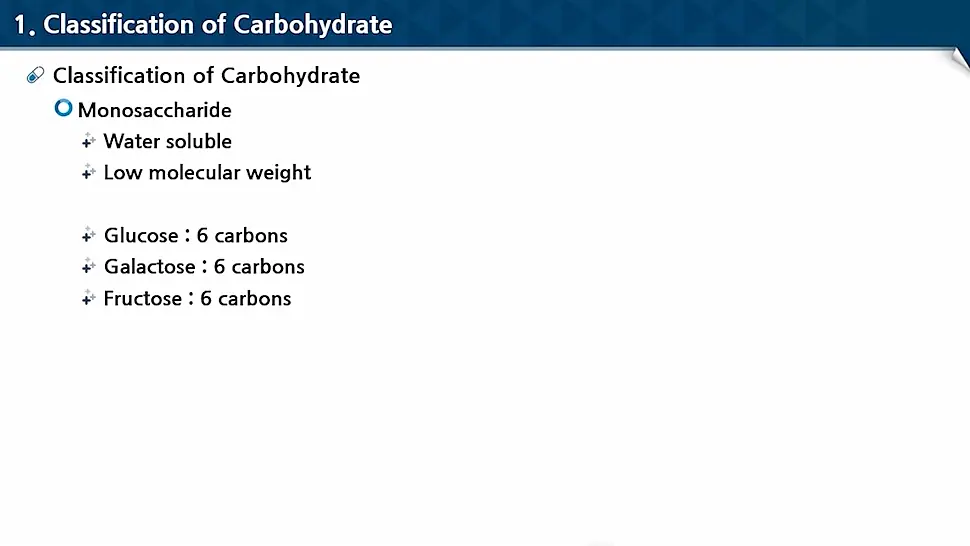 1. Classification of Carbohydrate
Classification of Carbohydrate
Monosaccharide
Water soluble
Low molecular weight
Glucose : 6 carbons
Galactose : 6 carbons
Fructose : 6 carbons